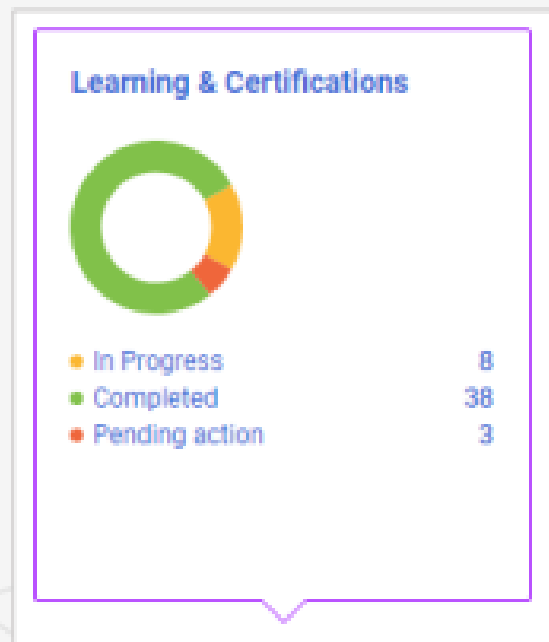 Learning & Certifications
In Progress 8
Completed 38
Pending action 3